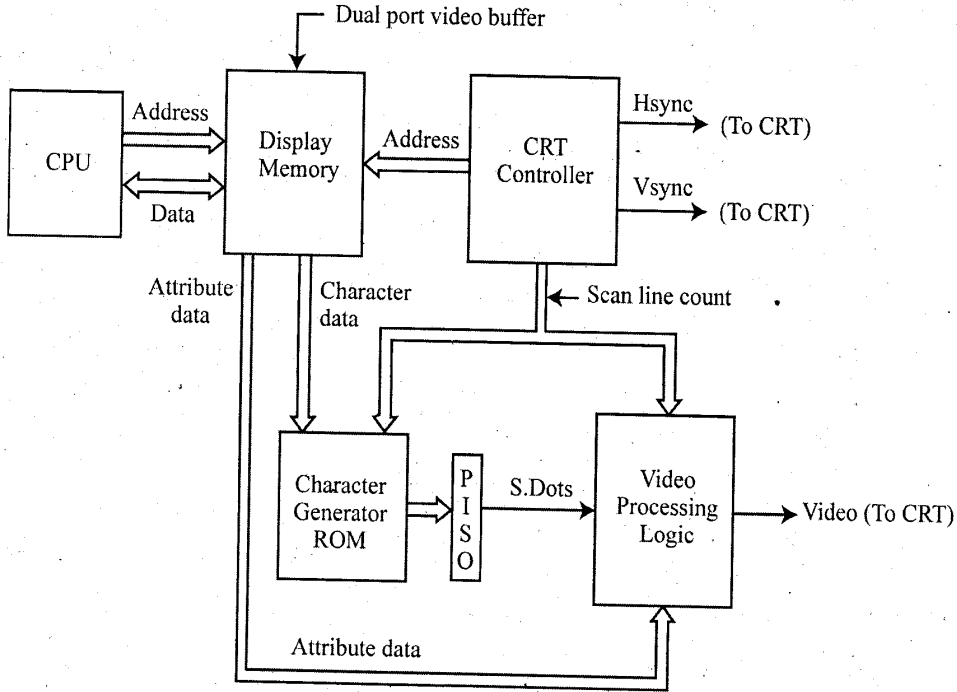 Dual port video buffer
CPU
Address
Data
Display
Memory
Address
CRT
Controller
Hsync
(To CRT)
Vsync
(To CRT)
Attribute
data
Character
data
Scan line count
Character
Generator
ROM
P
I
S
O
S.Dots
Video
Processing
Logic
Video (To CRT)
Attribute data